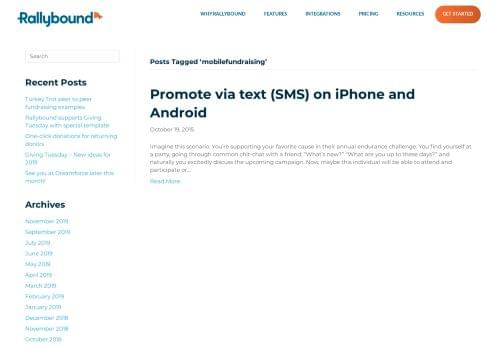 Rallybound
WHY RALLYBOUND
FEATURES
INTEGRATIONS
PRICING
RESOURCES
GET STARTED
Search
Recent Posts
Turkey Trot peer to peer
fundraising examples
Rallybound supports Giving
Tuesday with special template
One-click donations for returning
donors
Giving Tuesday – New ideas for
2019
See you at Dreamforce later this
month!
Archives
November 2019
September 2019
July 2019
June 2019
May 2019
April 2019
March 2019
February 2019
January 2019
December 2018
November 2018
October 2018
Posts Tagged ‘mobilefundraising’
Promote via text (SMS) on iPhone and
Android
October 19, 2015
Imagine this scenario. You're supporting your favorite cause in their annual endurance challenge. You find yourself at
a party, going through common chit-chat with a friend: "What's new?" "What are you up to these days?" and
naturally you excitedly discuss the upcoming campaign. Now, maybe this individual will be able to attend and
participate or...
Read More